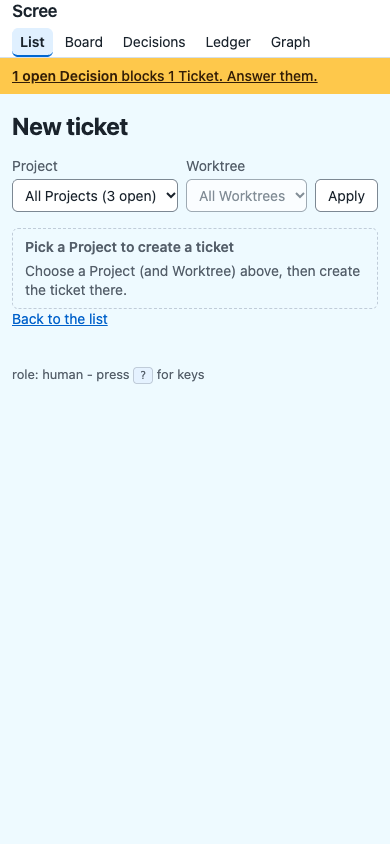 Scree
List Board Decisions Ledger Graph
1 open Decision blocks 1 Ticket. Answer them.
New ticket
Project Worktree
All Projects (3 open) All Worktrees Apply
Pick a Project to create a ticket
Choose a Project (and Worktree) above, then create
the ticket there.
Back to the list
role: human - press ? for keys